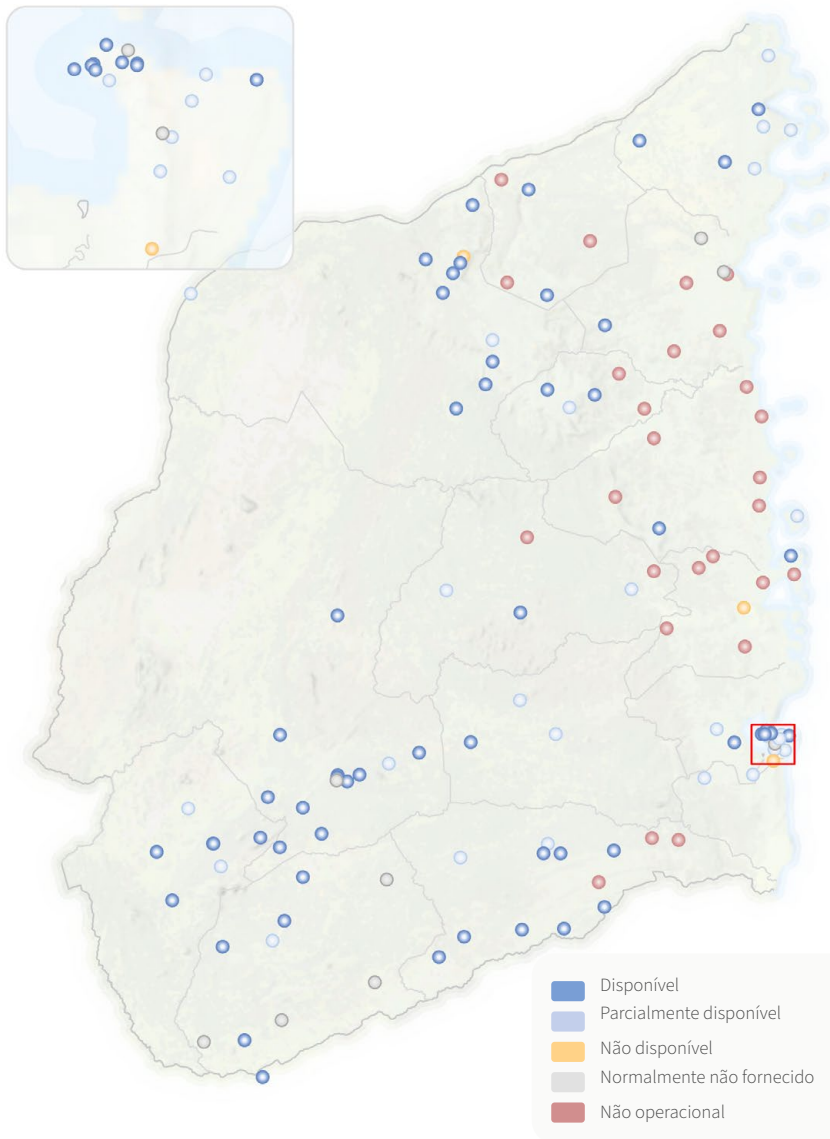 Disponível
Parcialmente disponível
Não disponível
Normalmente não fornecido
Não operacional